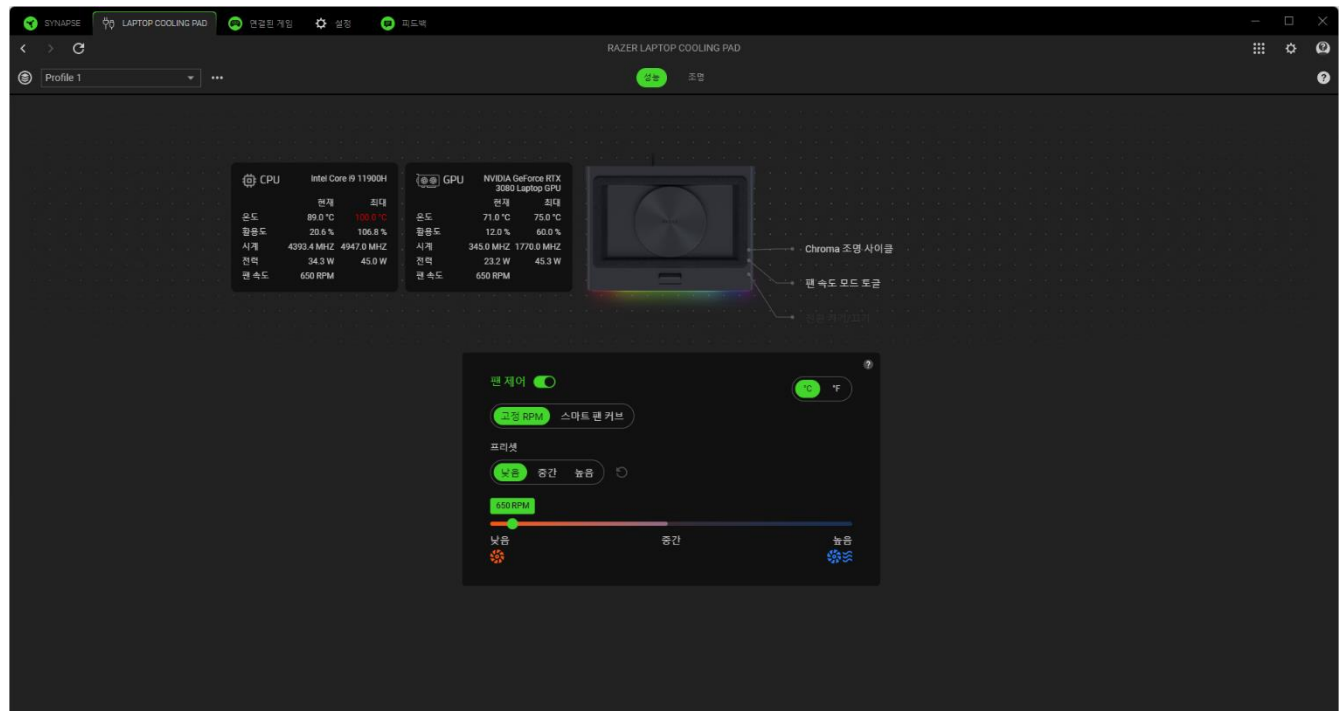 SYNAPSE LAPTOP COOLING PAD 연결된 게임 설정 피드백
RAZER LAPTOP COOLING PAD
Profile 1 성능 조명
CPU Intel Core i9 11900H
현재 최대
온도 89.0 °C 100.0 °C
활용도 20.6 % 106.8 %
시계 4393.4 MHZ 4947.0 MHZ
전력 34.3 W 45.0 W
팬 속도 650 RPM
GPU NVIDIA GeForce RTX
3080 Laptop GPU
현재 최대
온도 71.0 °C 75.0 °C
활용도 12.0 % 60.0 %
시계 345.0 MHZ 1770.0 MHZ
전력 23.2 W 45.3 W
팬 속도 650 RPM
Chroma 조명 사이클
팬 속도 모드 토글
전원 켜기/끄기
팬 제어
°C °F
고정 RPM 스마트 팬 커브
프리셋
낮음 중간 높음
650 RPM
낮음 중간 높음